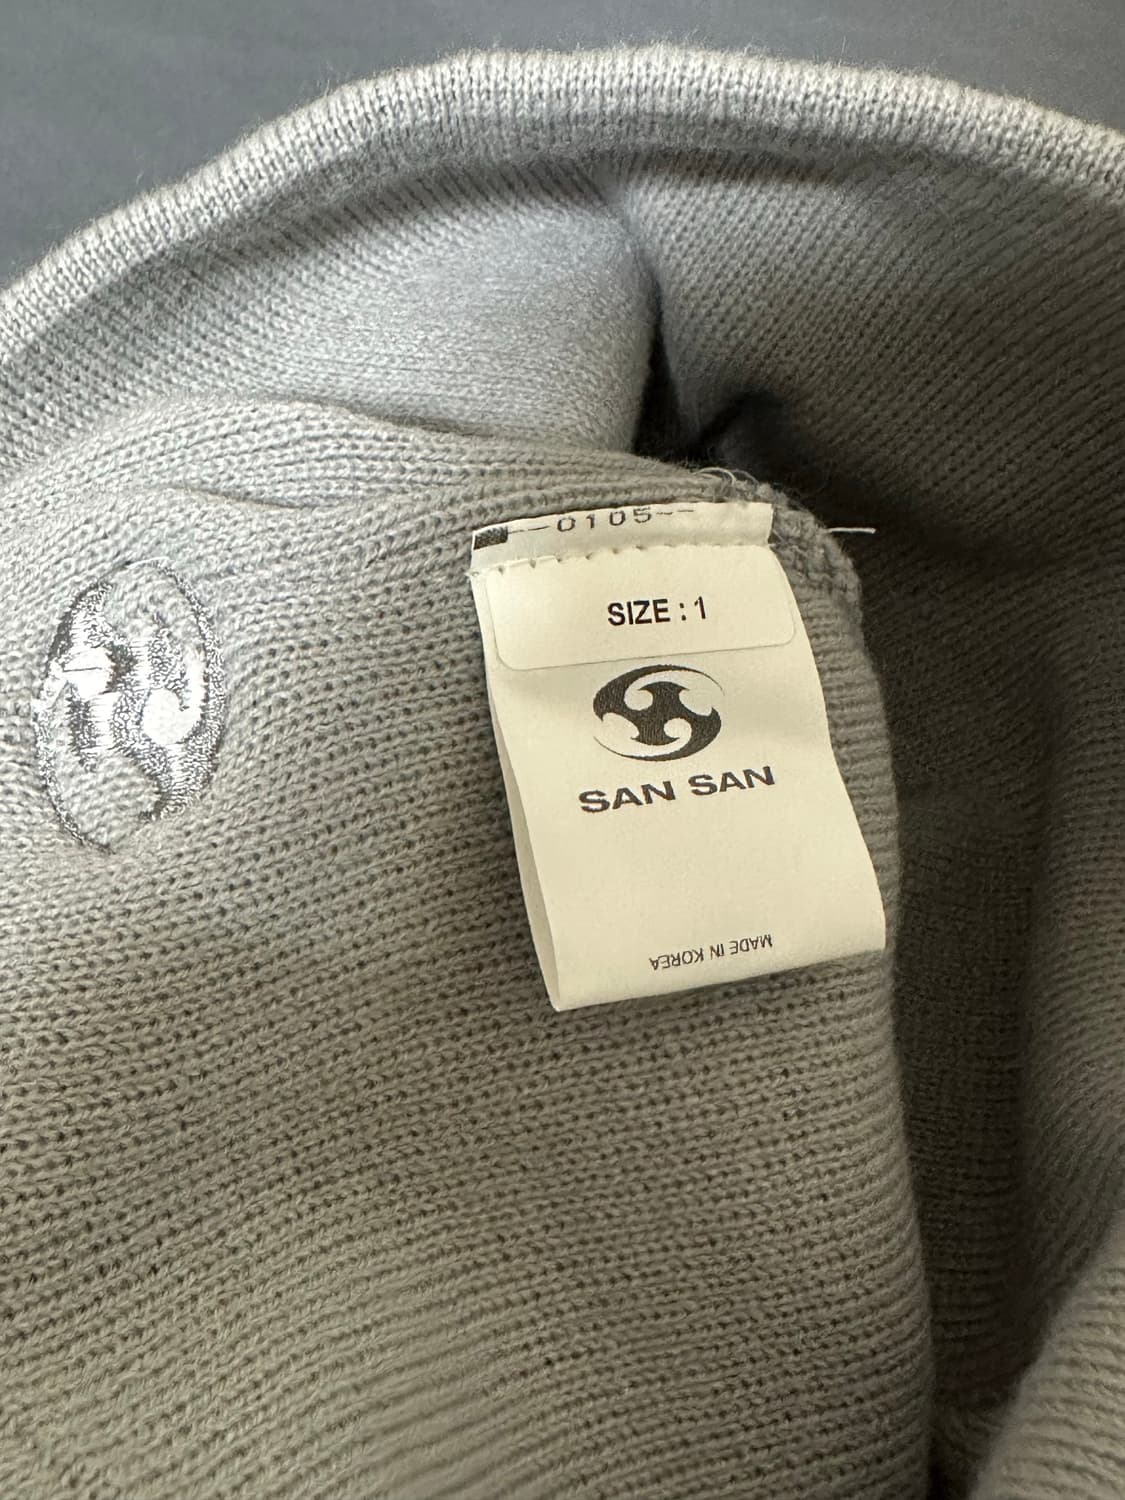 --0105--
SIZE : 1
SAN SAN
MADE IN KOREA